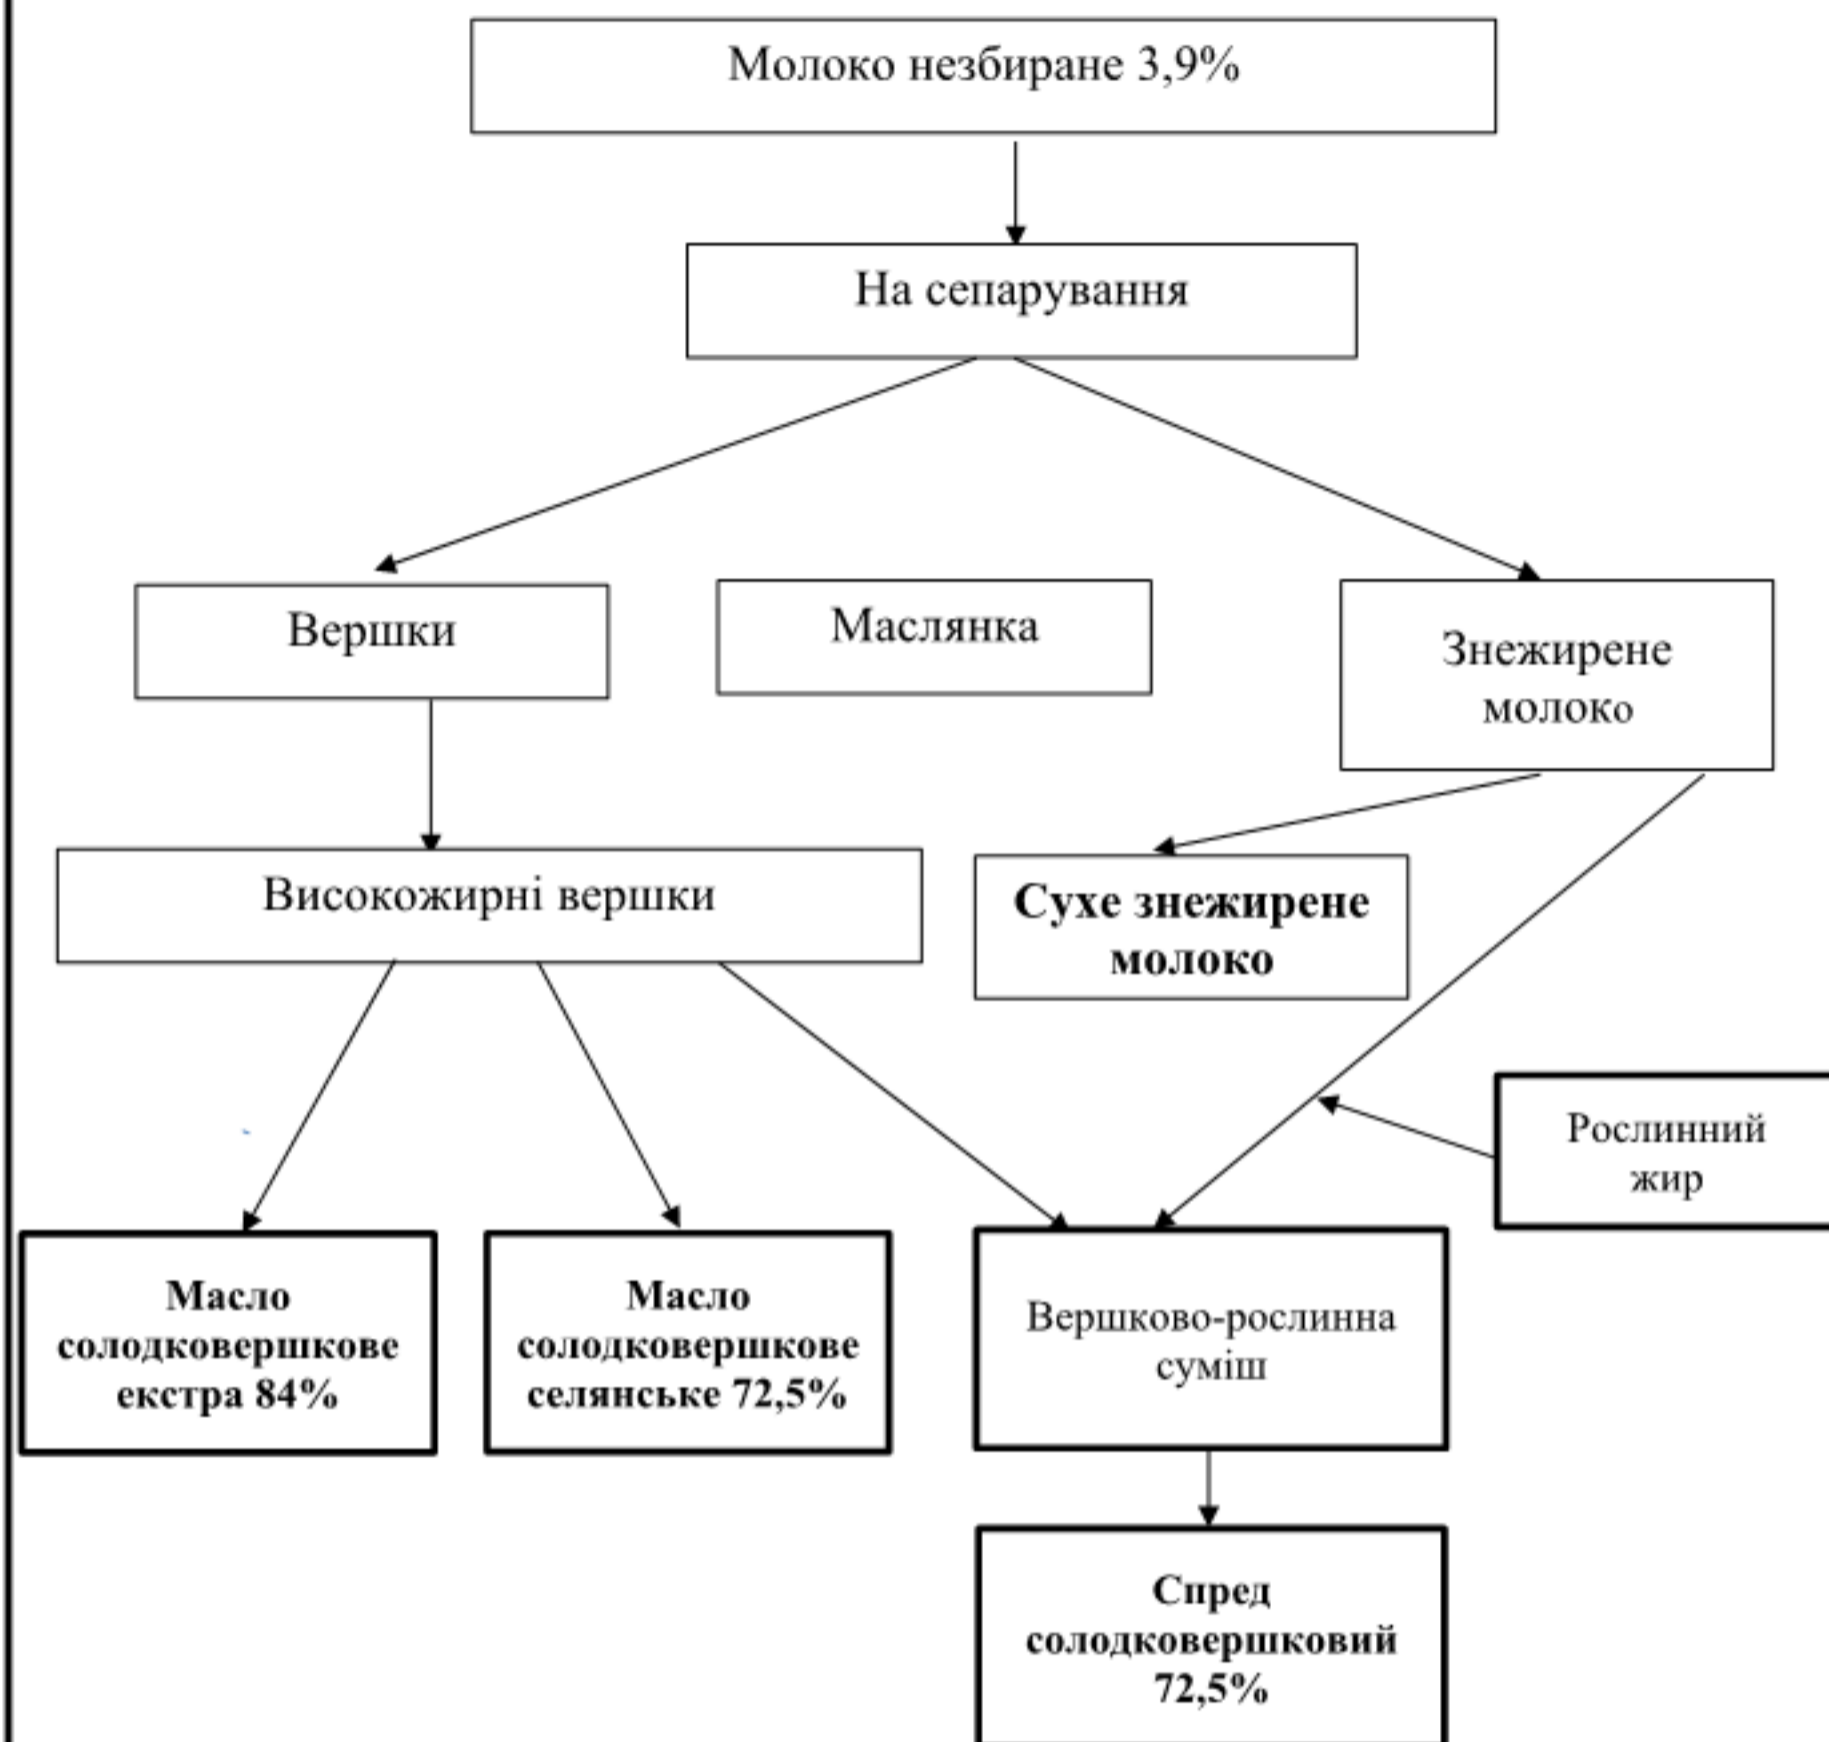 Молоко незбиране 3,9%
На сепарування
Вершки
Маслянка
Знежирене
молоко
Високожирні вершки
Сухе знежирене
молоко
Рослинний
жир
Масло
солодковершкове
екстра 84%
Масло
солодковершкове
селянське 72,5%
Вершково-рослинна
суміш
Спред
солодковершковий
72,5%